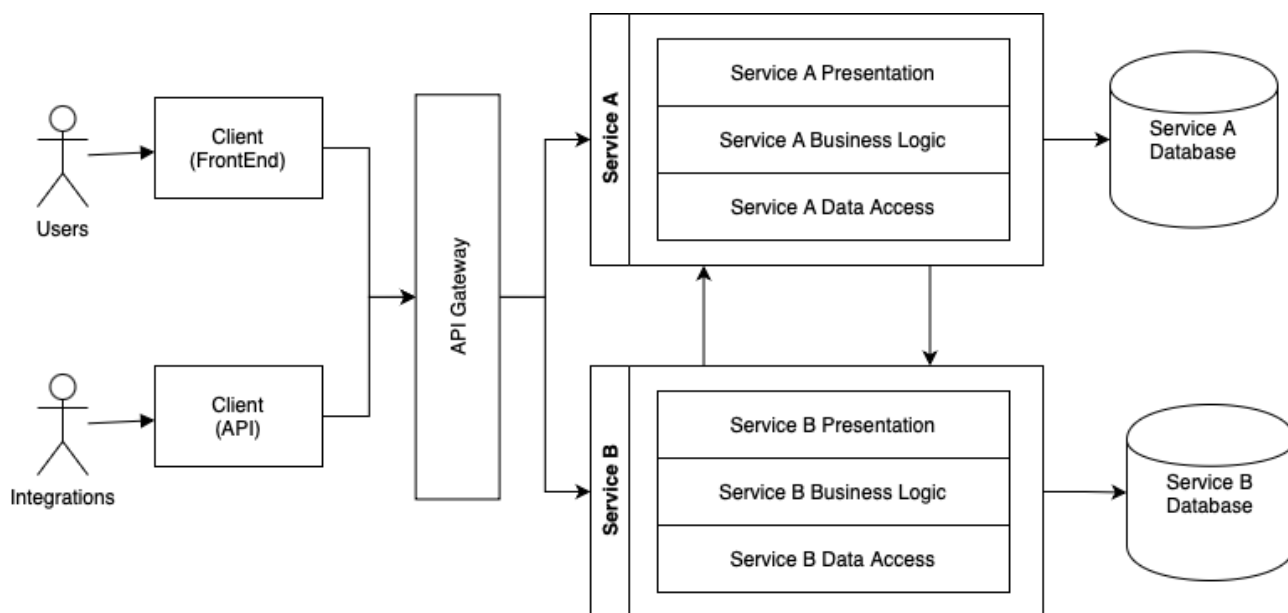 Users
Client
(FrontEnd)
Integrations
Client
(API)
API Gateway
Service A
Service A Presentation
Service A Business Logic
Service A Data Access
Service A
Database
Service B
Service B Presentation
Service B Business Logic
Service B Data Access
Service B
Database